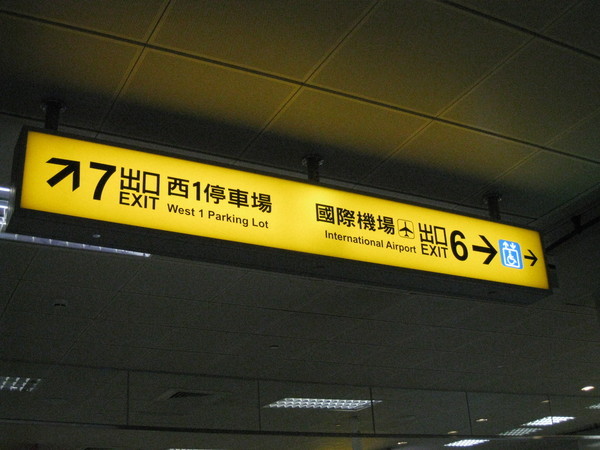 7 出口 EXIT
西1停車場
West 1 Parking Lot
國際機場
International Airport
出口 EXIT 6